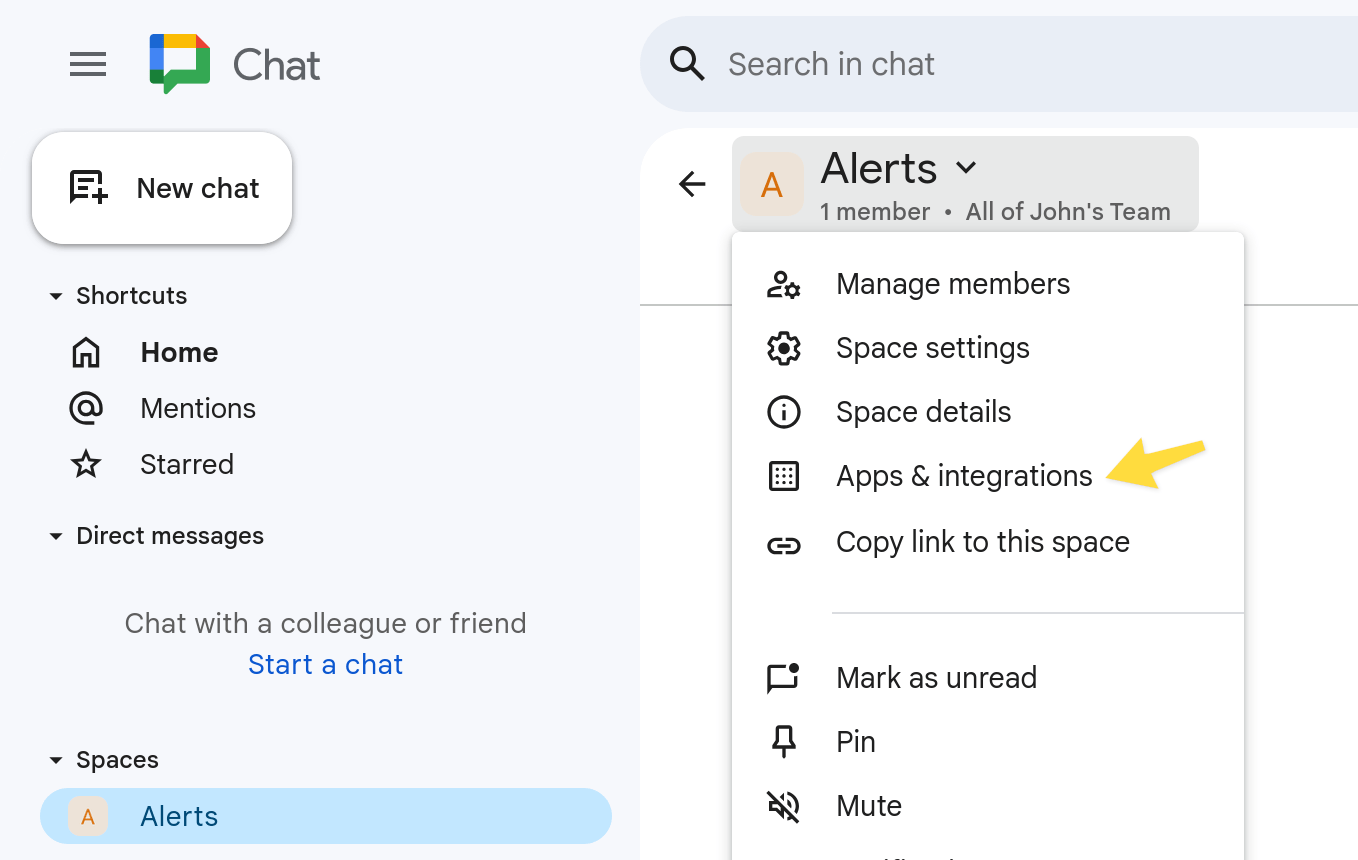 Chat
Search in chat
New chat
A
Alerts
1 member • All of John's Team
Shortcuts
Home
Mentions
Starred
Direct messages
Chat with a colleague or friend
Start a chat
Spaces
A
Alerts
Manage members
Space settings
Space details
Apps & integrations
Copy link to this space
Mark as unread
Pin
Mute